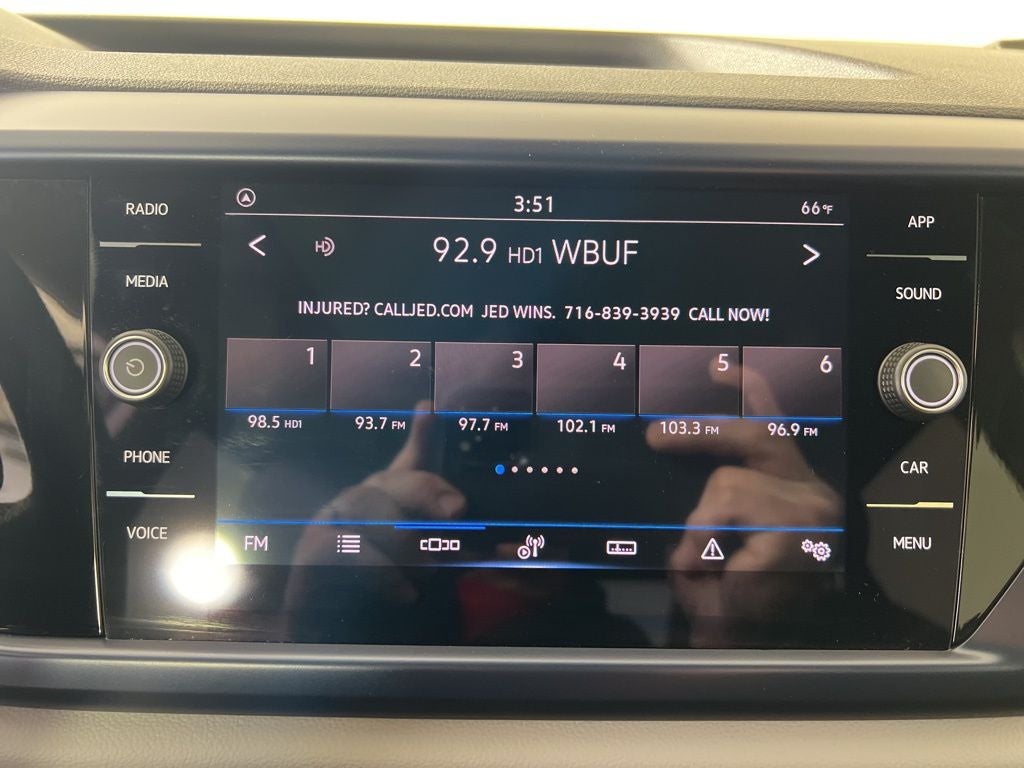 RADIO
MEDIA
PHONE
VOICE
3:51
66°F
HD
92.9 HD1 WBUF
INJURED? CALLJED.COM JED WINS. 716-839-3939 CALL NOW!
1 2 3 4 5 6
98.5 HD1 93.7 FM 97.7 FM 102.1 FM 103.3 FM 96.9 FM
FM
APP
SOUND
CAR
MENU